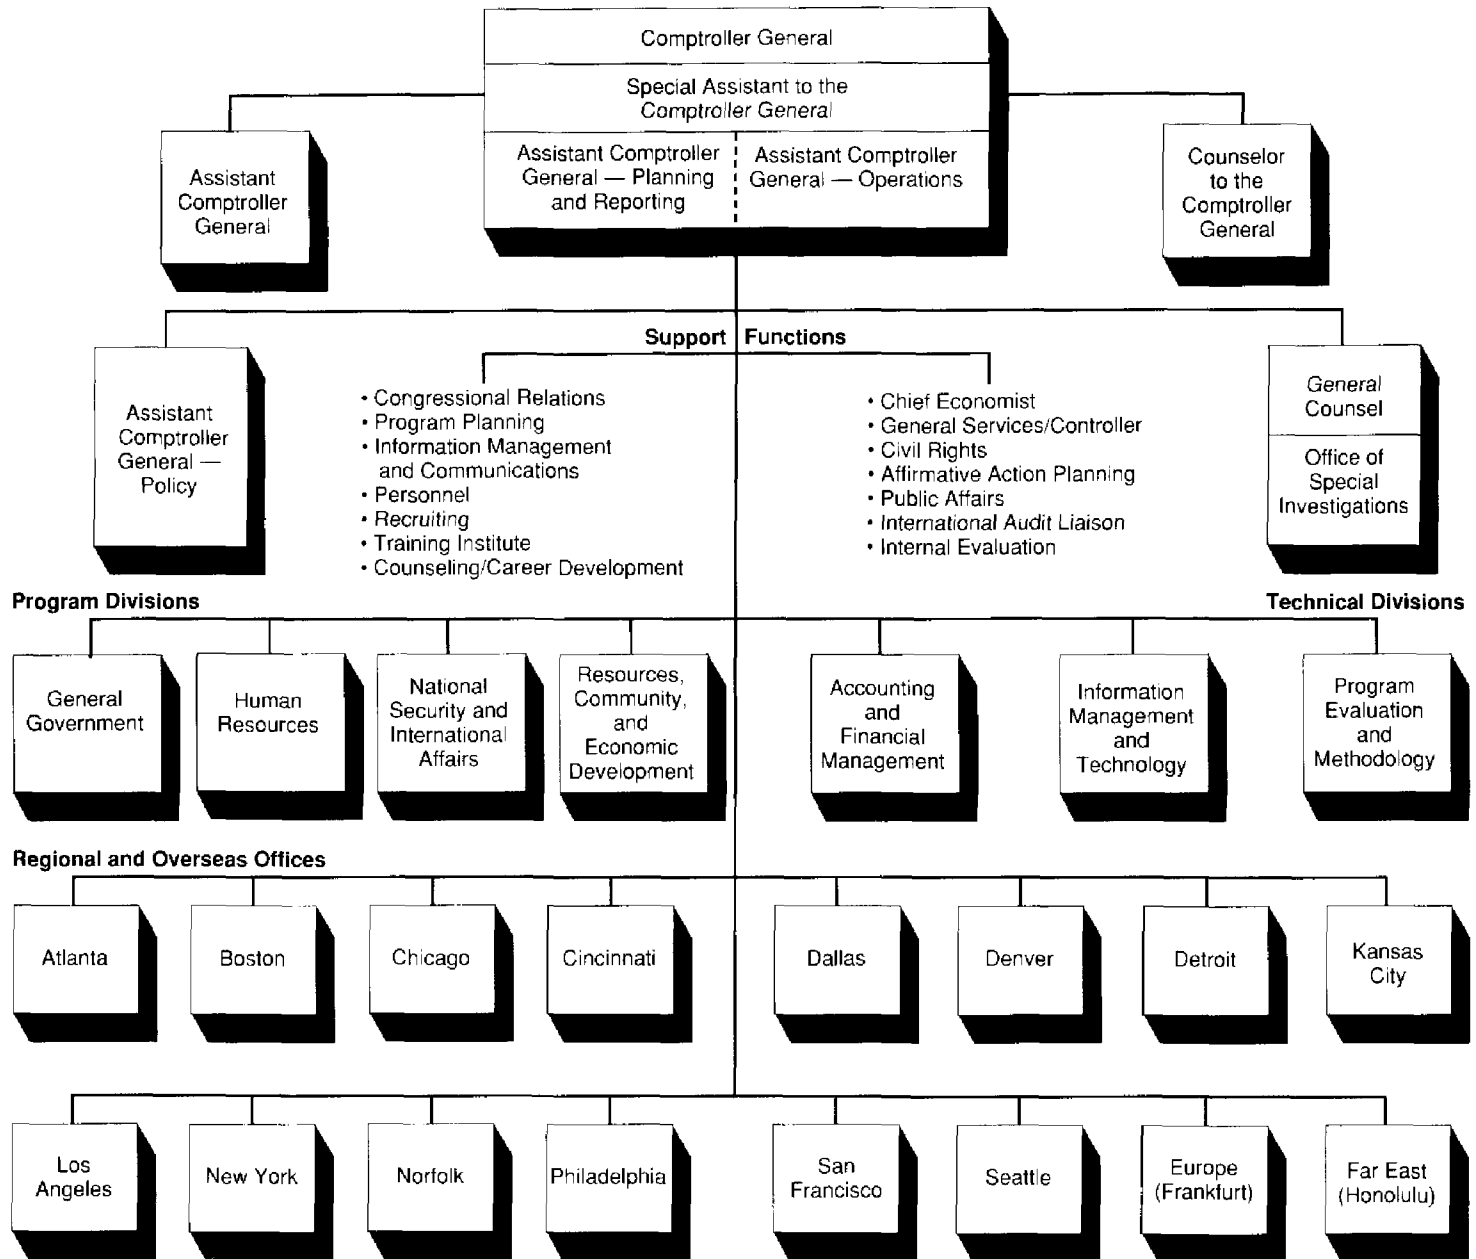 Comptroller General
Special Assistant to the
Comptroller General
Assistant Comptroller
General — Planning
and Reporting
Assistant Comptroller
General — Operations
Assistant
Comptroller
General
Counselor
to the
Comptroller
General
Support Functions
Assistant
Comptroller
General —
Policy
• Congressional Relations
• Program Planning
• Information Management
and Communications
• Personnel
• Recruiting
• Training Institute
• Counseling/Career Development
• Chief Economist
• General Services/Controller
• Civil Rights
• Affirmative Action Planning
• Public Affairs
• International Audit Liaison
• Internal Evaluation
General
Counsel
Office of
Special
Investigations
Program Divisions
Technical Divisions
General
Government
Human
Resources
National
Security and
International
Affairs
Resources,
Community,
and
Economic
Development
Accounting
and
Financial
Management
Information
Management
and
Technology
Program
Evaluation
and
Methodology
Regional and Overseas Offices
Atlanta
Boston
Chicago
Cincinnati
Dallas
Denver
Detroit
Kansas
City
Los
Angeles
New York
Norfolk
Philadelphia
San
Francisco
Seattle
Europe
(Frankfurt)
Far East
(Honolulu)